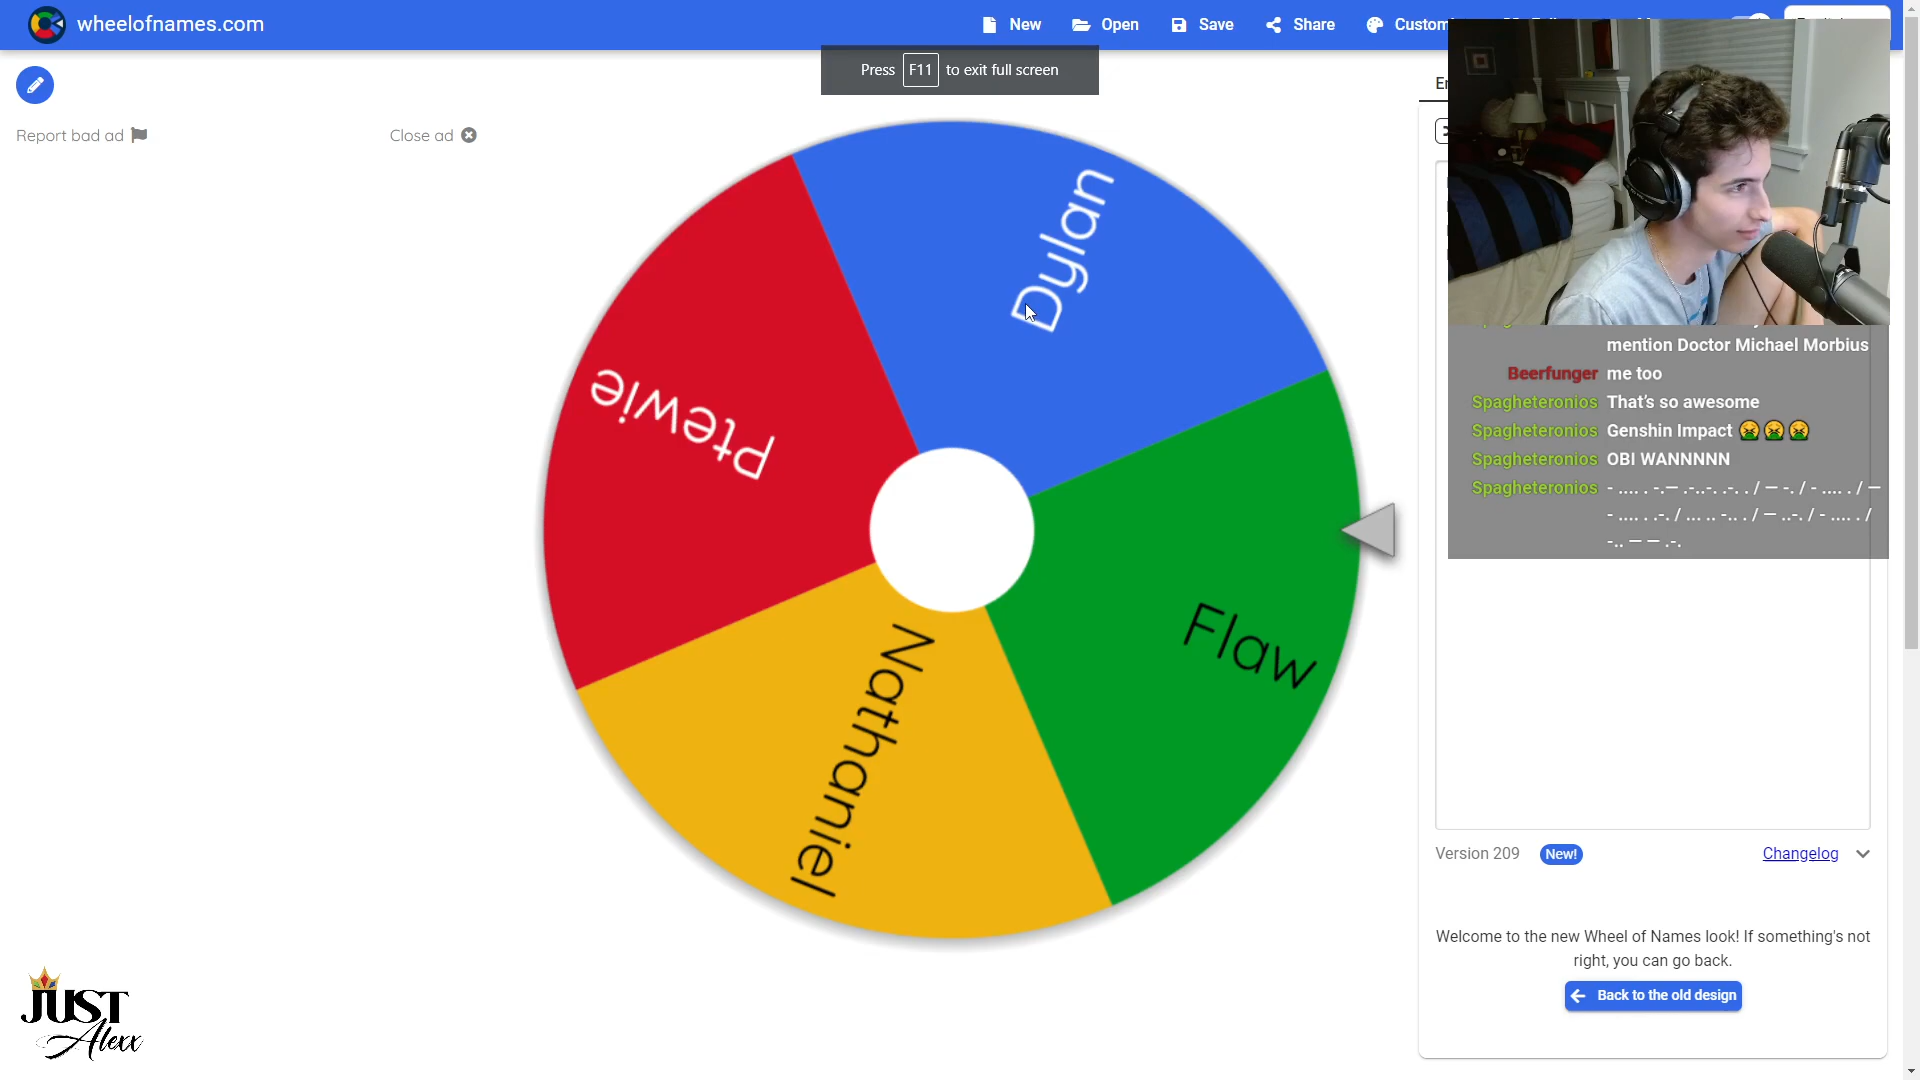 wheelofnames.com
New
Open
Save
Share
Press F11 to exit full screen
Report bad ad
Close ad
Dylan
Ptewie
Flaw
Nathaniel
mention Doctor Michael Morbius
Beerfunger me too
Spagheteronios That's so awesome
Spagheteronios Genshin Impact 🤮🤮🤮
Spagheteronios OBI WANNNNN
Spagheteronios - .... . -.— .-..-. .-. . / — -. / - .... . / —
- .... . .-. / ... .. -.. . / — ..-. / - .... . /
-.. — — .-.
Version 209 New! Changelog
Welcome to the new Wheel of Names look! If something's not
right, you can go back.
Back to the old design
JUST
Alexx